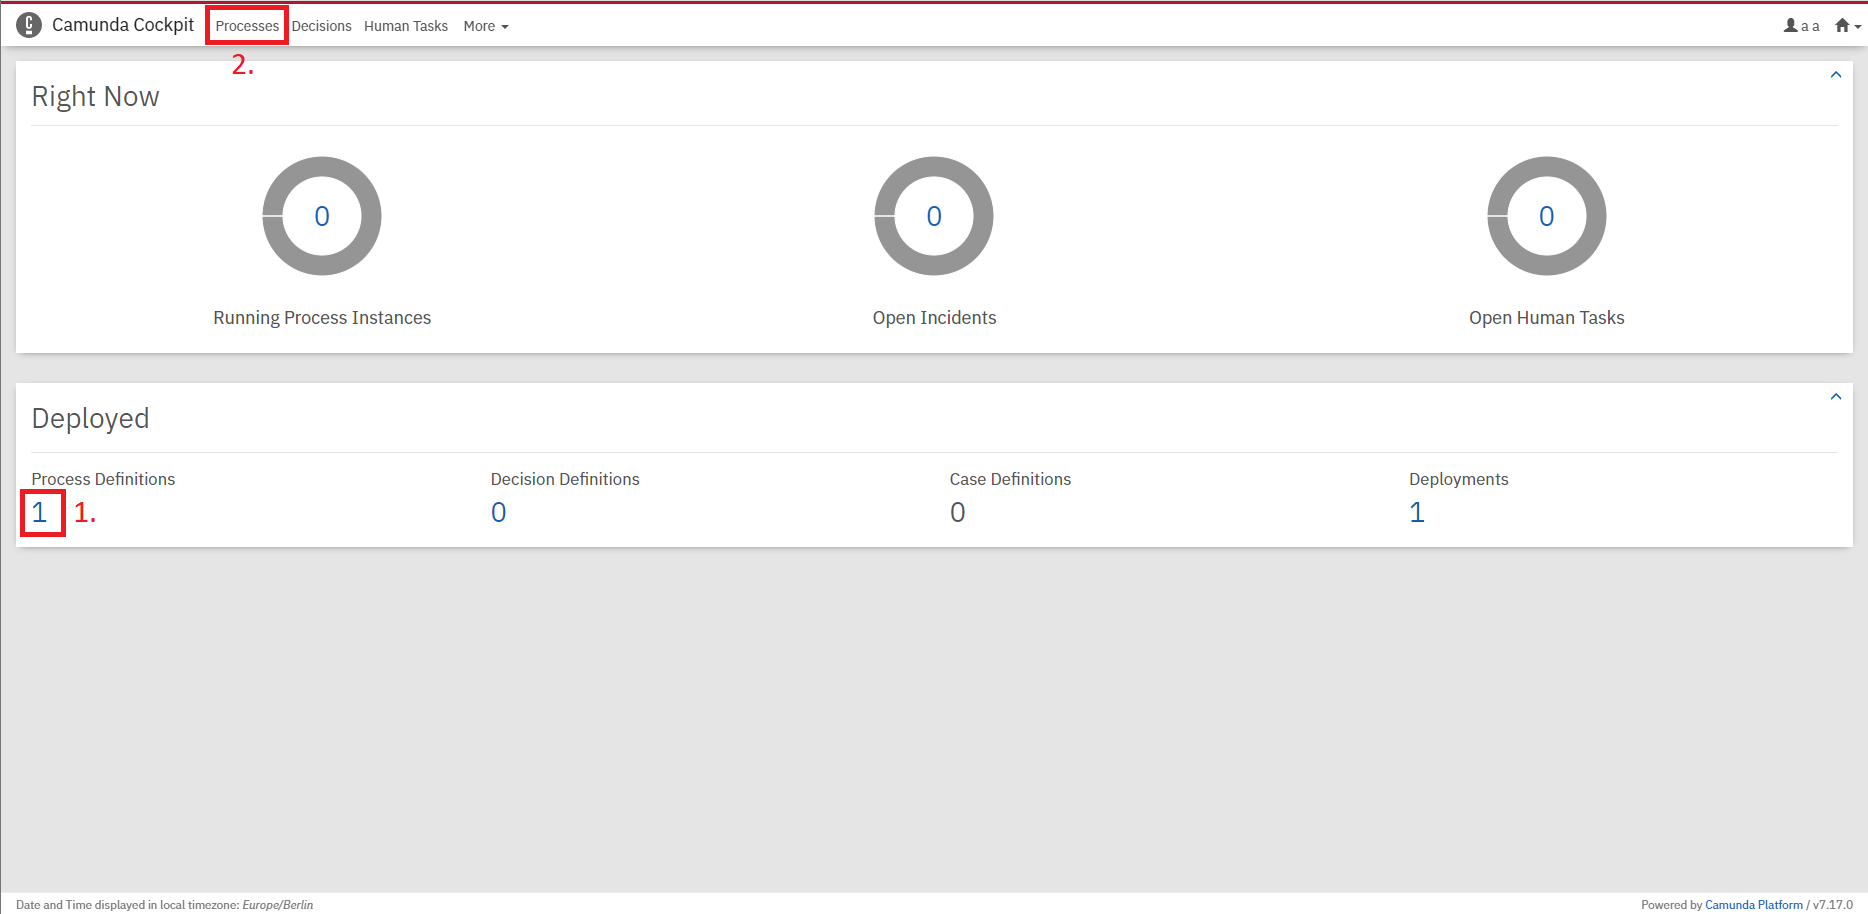 Camunda Cockpit Processes Decisions Human Tasks More a a
2.
Right Now
0 0 0
Running Process Instances Open Incidents Open Human Tasks
Deployed
Process Definitions Decision Definitions Case Definitions Deployments
1 1. 0 0 1
Date and Time displayed in local timezone: Europe/Berlin Powered by Camunda Platform / v7.17.0